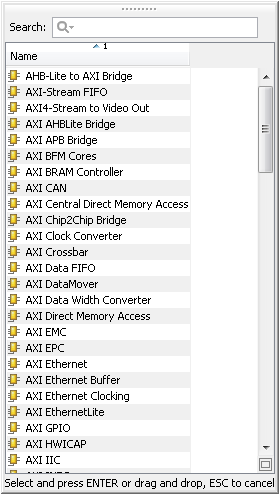 Search:
Name 1
AHB-Lite to AXI Bridge
AXI-Stream FIFO
AXI4-Stream to Video Out
AXI AHBLite Bridge
AXI APB Bridge
AXI BFM Cores
AXI BRAM Controller
AXI CAN
AXI Central Direct Memory Access
AXI Chip2Chip Bridge
AXI Clock Converter
AXI Crossbar
AXI Data FIFO
AXI DataMover
AXI Data Width Converter
AXI Direct Memory Access
AXI EMC
AXI EPC
AXI Ethernet
AXI Ethernet Buffer
AXI Ethernet Clocking
AXI EthernetLite
AXI GPIO
AXI HWICAP
AXI IIC
Select and press ENTER or drag and drop, ESC to cancel